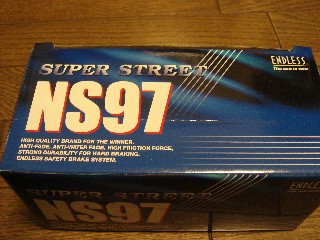 ENDLESS
SUPER STREET
NS97
HIGH QUALITY BRAND FOR THE WINNER.
ANTI-FADE, ANTI-WATER FADE, HIGH FRICTION FORCE,
STRONG DURABILITY FOR HARD BRAKING.
ENDLESS SAFETY BRAKE SYSTEM.
SUPER STREET
ENDLESS
NS97